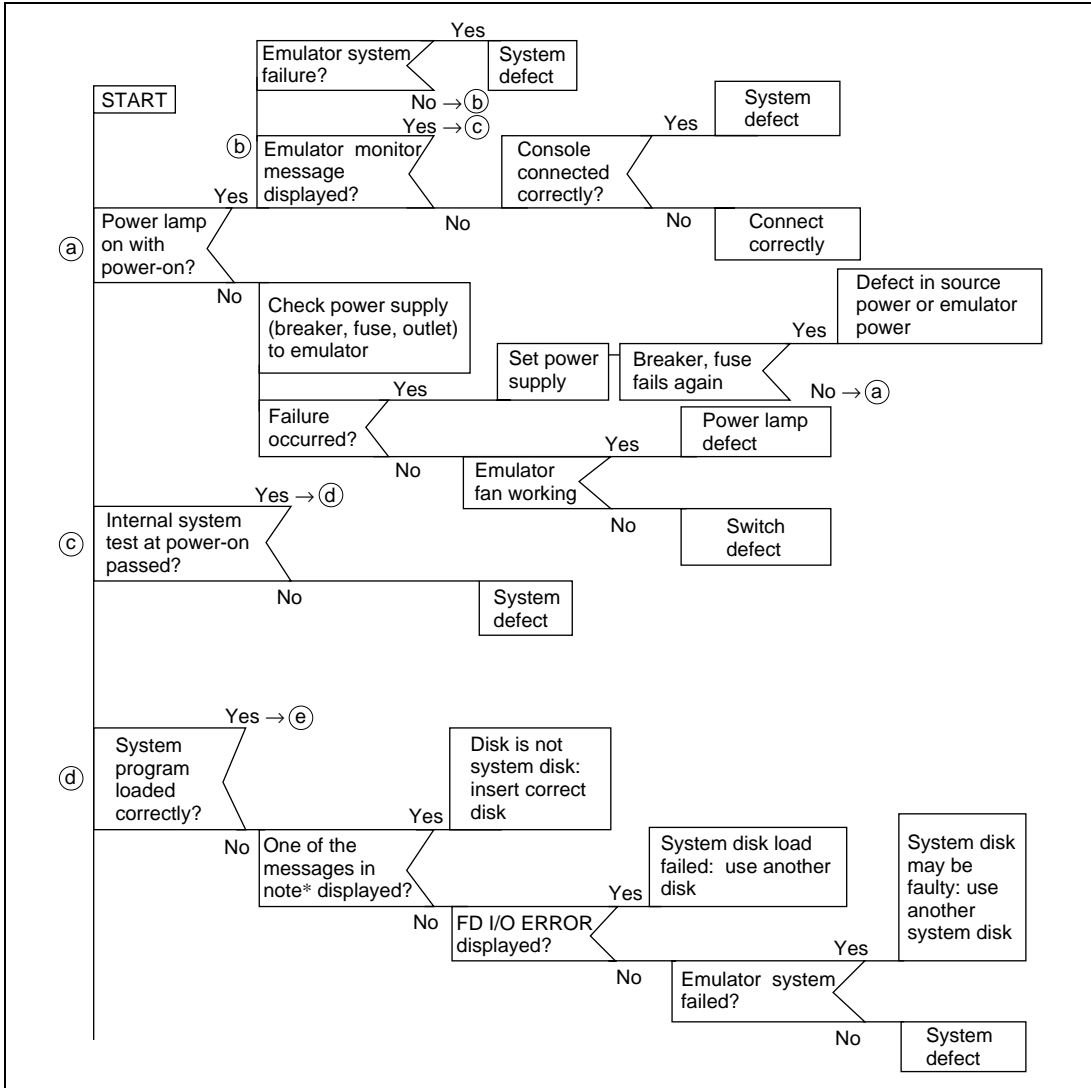 Yes
Emulator system
failure?
System
defect
START
No → b
Yes → c
b
Emulator monitor
message
displayed?
Console
connected
correctly?
Yes
System
defect
Yes
No
No
Connect
correctly
a
Power lamp
on with
power-on?
No
Check power supply
(breaker, fuse, outlet)
to emulator
Yes
Set power
supply
Breaker, fuse
fails again
Yes
Defect in source
power or emulator
power
No → a
Failure
occurred?
No
Emulator
fan working
Yes
Power lamp
defect
No
Switch
defect
Yes → d
c
Internal system
test at power-on
passed?
No
System
defect
Yes → e
d
System
program
loaded
correctly?
No
One of the
messages in
note* displayed?
Yes
Disk is not
system disk:
insert correct
disk
No
FD I/O ERROR
displayed?
Yes
System disk load
failed: use another
disk
No
Emulator system
failed?
Yes
System disk
may be
faulty: use
another
system disk
No
System
defect